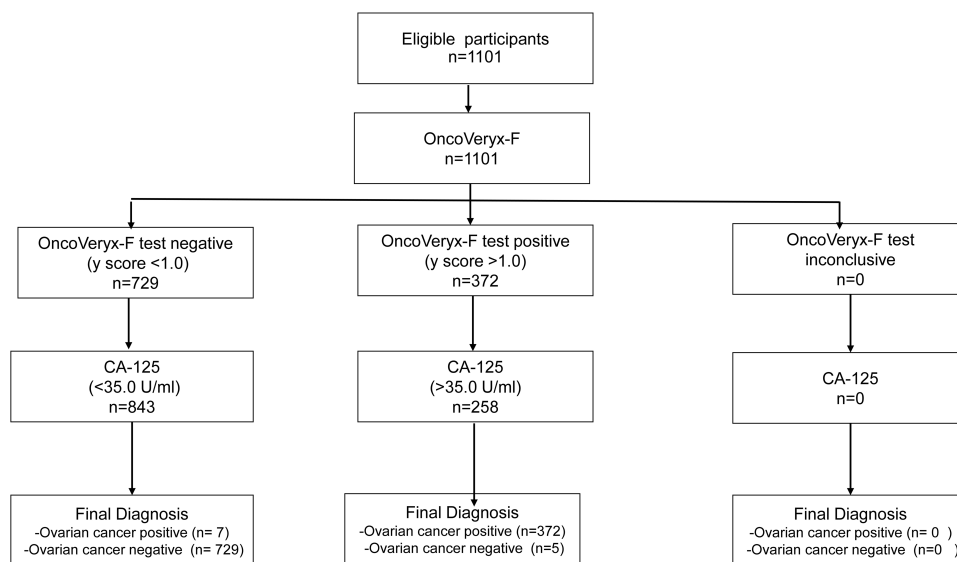 Eligible participants
n=1101
OncoVeryx-F
n=1101
OncoVeryx-F test negative
(y score <1.0)
n=729
OncoVeryx-F test positive
(y score >1.0)
n=372
OncoVeryx-F test
inconclusive
n=0
CA-125
(<35.0 U/ml)
n=843
CA-125
(>35.0 U/ml)
n=258
CA-125
n=0
Final Diagnosis
-Ovarian cancer positive (n= 7)
-Ovarian cancer negative (n= 729)
Final Diagnosis
-Ovarian cancer positive (n=372)
-Ovarian cancer negative (n=5)
Final Diagnosis
-Ovarian cancer positive (n= 0 )
-Ovarian cancer negative (n=0 )